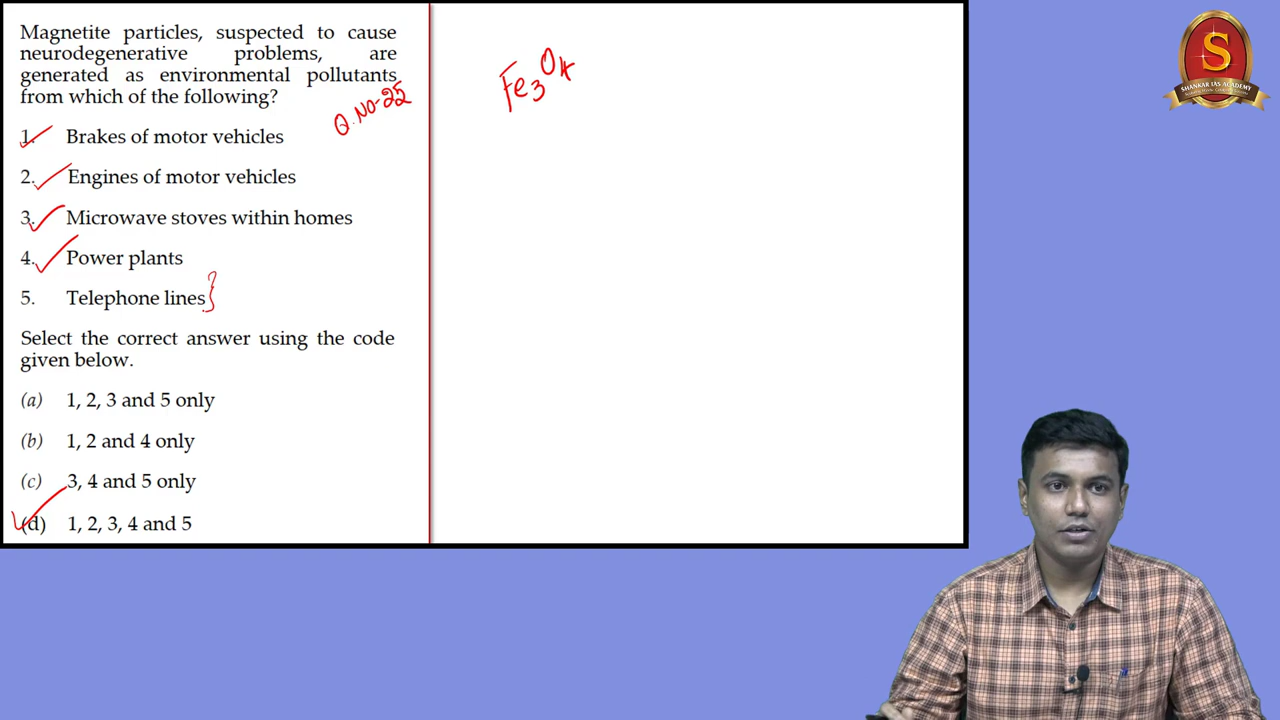 Magnetite particles, suspected to cause
neurodegenerative problems, are
generated as environmental pollutants
from which of the following?
Q.NO-25
1. Brakes of motor vehicles
2. Engines of motor vehicles
3. Microwave stoves within homes
4. Power plants
5. Telephone lines
Select the correct answer using the code
given below.
(a) 1, 2, 3 and 5 only
(b) 1, 2 and 4 only
(c) 3, 4 and 5 only
(d) 1, 2, 3, 4 and 5
Fe3O4
S
SHANKAR IAS ACADEMY